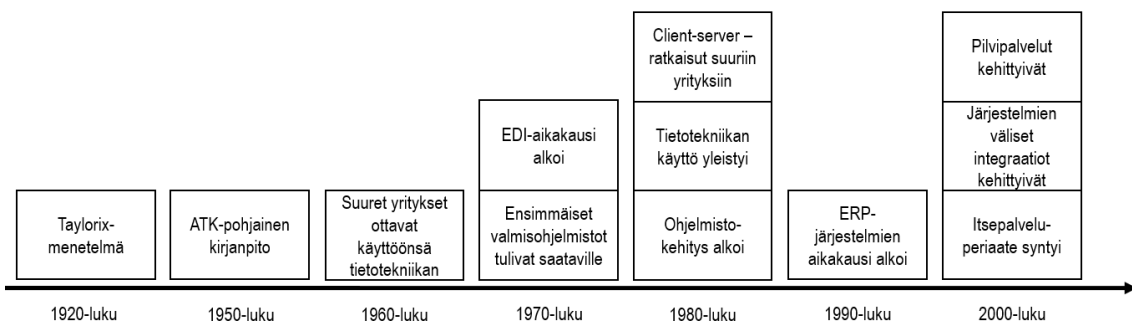 Taylorix-
menetelmä
ATK-pohjainen
kirjanpito
Suuret yritykset
ottavat
käyttöönsä
tietotekniikan
EDI-aikakausi
alkoi
Ensimmäiset
valmisohjelmistot
tulivat saataville
Client-server –
ratkaisut suuriin
yrityksiin
Tietotekniikan
käyttö yleistyi
Ohjelmisto-
kehitys alkoi
ERP-
järjestelmien
aikakausi alkoi
Pilvipalvelut
kehittyivät
Järjestelmien
väliset
integraatiot
kehittyivät
Itsepalvelu-
periaate syntyi
1920-luku
1950-luku
1960-luku
1970-luku
1980-luku
1990-luku
2000-luku